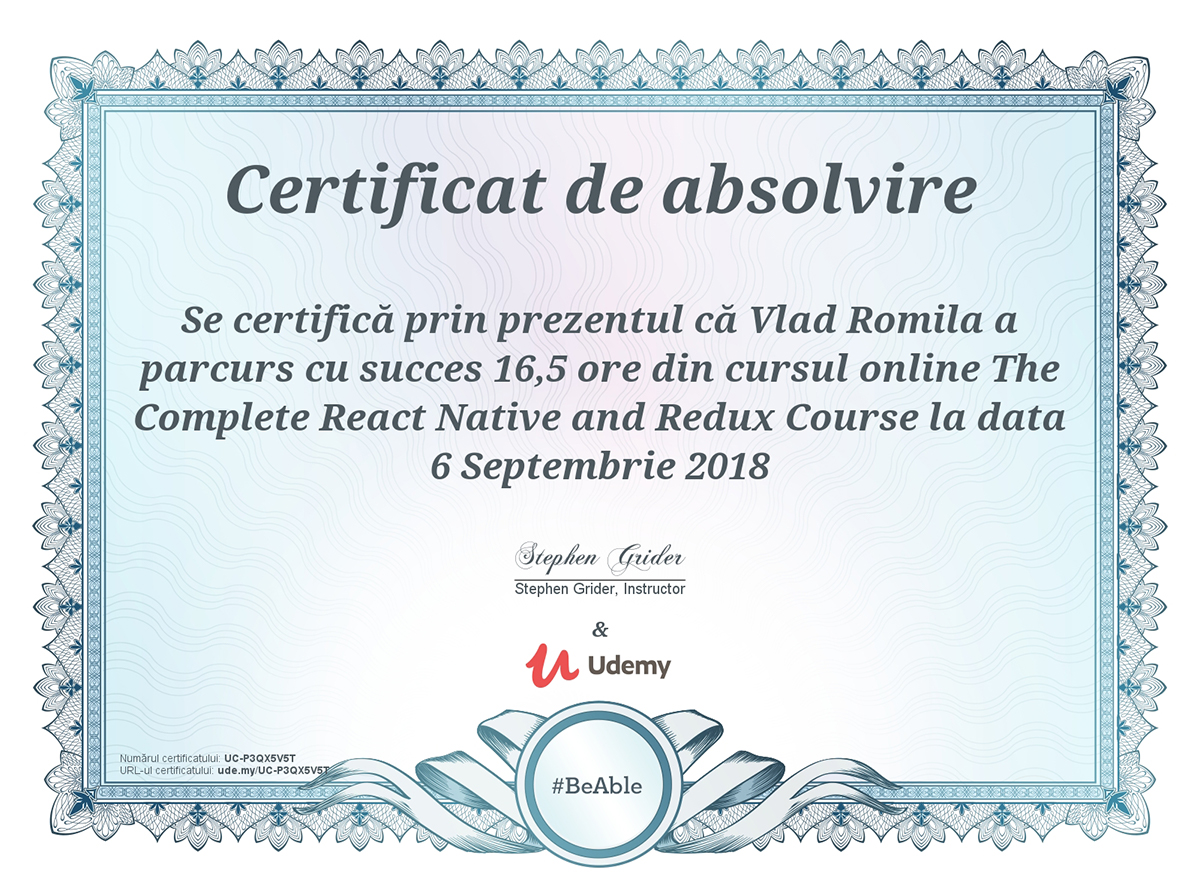 Certificat de absolvire
Se certifică prin prezentul că Vlad Romila a
parcurs cu succes 16,5 ore din cursul online The
Complete React Native and Redux Course la data
6 Septembrie 2018
Stephen Grider
Stephen Grider, Instructor
&
Udemy
Numărul certificatului: UC-P3QX5V5T
URL-ul certificatului: ude.my/UC-P3QX5V5T
#BeAble